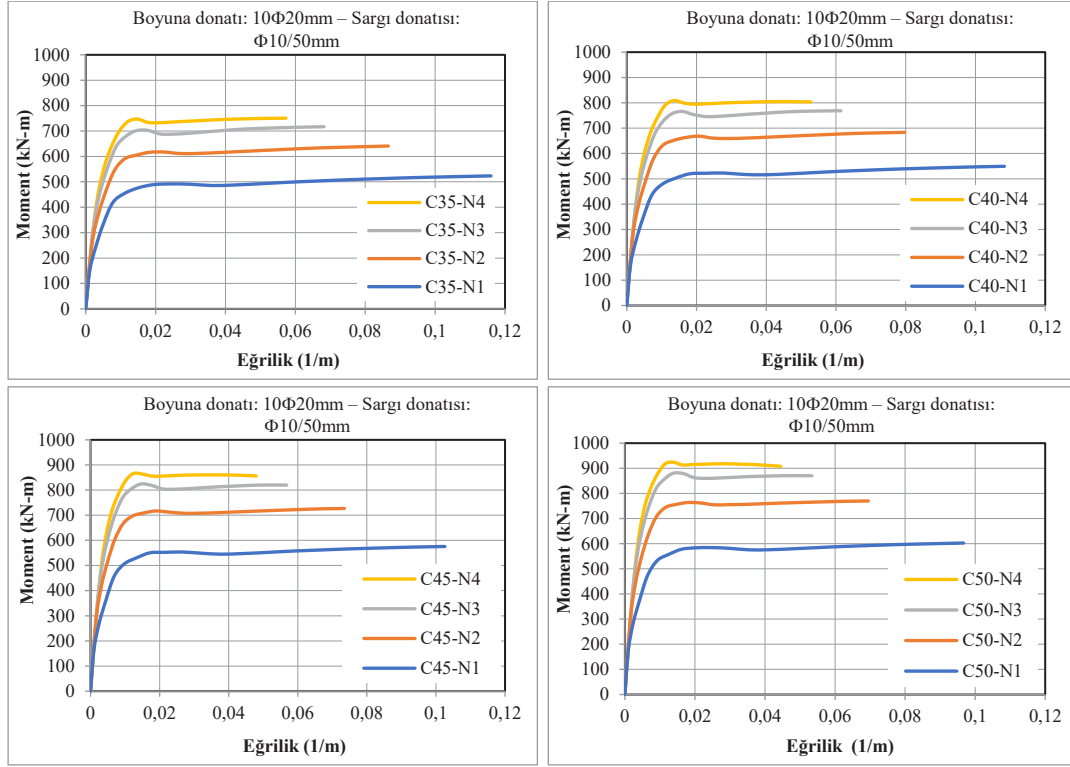 Boyuna donatı: 10Φ20mm – Sargı donatısı:
Φ10/50mm
1000
900
800
700
600
500
400
300
200
100
0
Moment (kN-m)
C35-N4
C35-N3
C35-N2
C35-N1
0 0,02 0,04 0,06 0,08 0,1 0,12
Eğrilik (1/m)
Boyuna donatı: 10Φ20mm – Sargı donatısı:
Φ10/50mm
1000
900
800
700
600
500
400
300
200
100
0
Moment (kN-m)
C40-N4
C40-N3
C40-N2
C40-N1
0 0,02 0,04 0,06 0,08 0,1 0,12
Eğrilik (1/m)
Boyuna donatı: 10Φ20mm – Sargı donatısı:
Φ10/50mm
1000
900
800
700
600
500
400
300
200
100
0
Moment (kN-m)
C45-N4
C45-N3
C45-N2
C45-N1
0 0,02 0,04 0,06 0,08 0,1 0,12
Eğrilik (1/m)
Boyuna donatı: 10Φ20mm – Sargı donatısı:
Φ10/50mm
1000
900
800
700
600
500
400
300
200
100
0
Moment (kN-m)
C50-N4
C50-N3
C50-N2
C50-N1
0 0,02 0,04 0,06 0,08 0,1 0,12
Eğrilik (1/m)